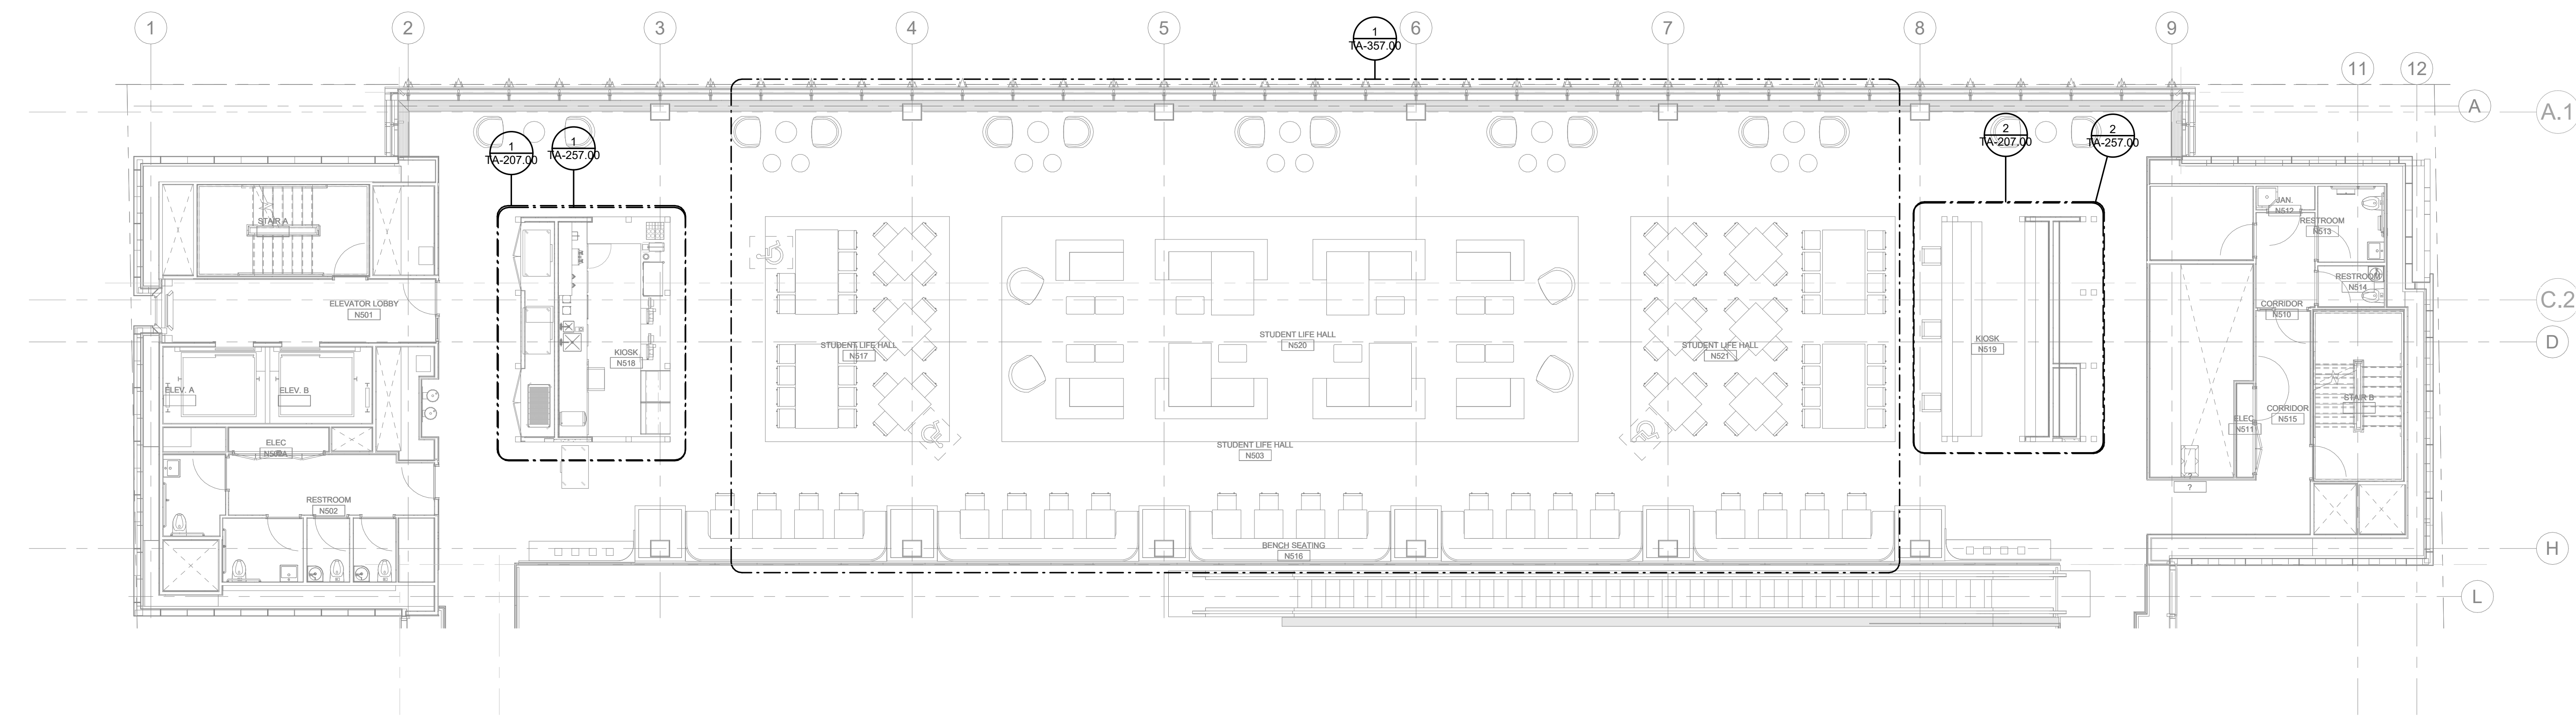 1
2
3
4
5
6
7
8
9
11
12
1
TA-357.00
A
A.1
1
TA-207.00
1
TA-257.00
2
TA-207.00
2
TA-257.00
STAIR A
JAN.
N512
RESTROOM
N513
RESTROOM
N514
ELEVATOR LOBBY
N501
CORRIDOR
N510
C.2
STUDENT LIFE HALL
N520
STUDENT LIFE HALL
N517
STUDENT LIFE HALL
N521
KIOSK
N519
D
KIOSK
N518
ELEV. A
ELEV. B
STAIR B
CORRIDOR
N515
ELEC
N511
ELEC
STUDENT LIFE HALL
N503
RESTROOM
N502
?
?
BENCH SEATING
N516
H
L